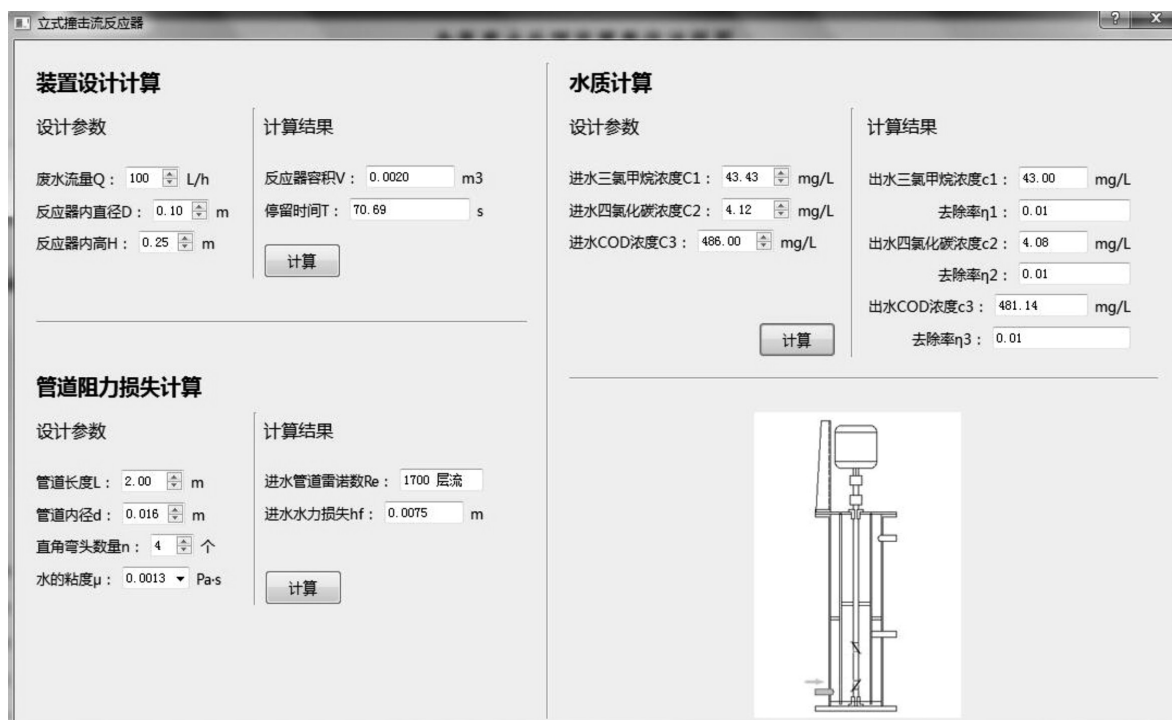 立式撞击流反应器
装置设计计算
设计参数
计算结果
废水流量Q： 100 L/h
反应器内直径D： 0.10 m
反应器内高H： 0.25 m
反应器容积V： 0.0020 m3
停留时间T： 70.69 s
计算
管道阻力损失计算
设计参数
计算结果
管道长度L： 2.00 m
管道内径d： 0.016 m
直角弯头数量n： 4 个
水的粘度μ： 0.0013 Pa·s
进水管道雷诺数Re： 1700 层流
进水水力损失hf： 0.0075 m
计算
水质计算
设计参数
计算结果
进水三氯甲烷浓度C1： 43.43 mg/L
进水四氯化碳浓度C2： 4.12 mg/L
进水COD浓度C3： 486.00 mg/L
计算
出水三氯甲烷浓度c1： 43.00 mg/L
去除率η1： 0.01
出水四氯化碳浓度c2： 4.08 mg/L
去除率η2： 0.01
出水COD浓度c3： 481.14 mg/L
去除率η3： 0.01